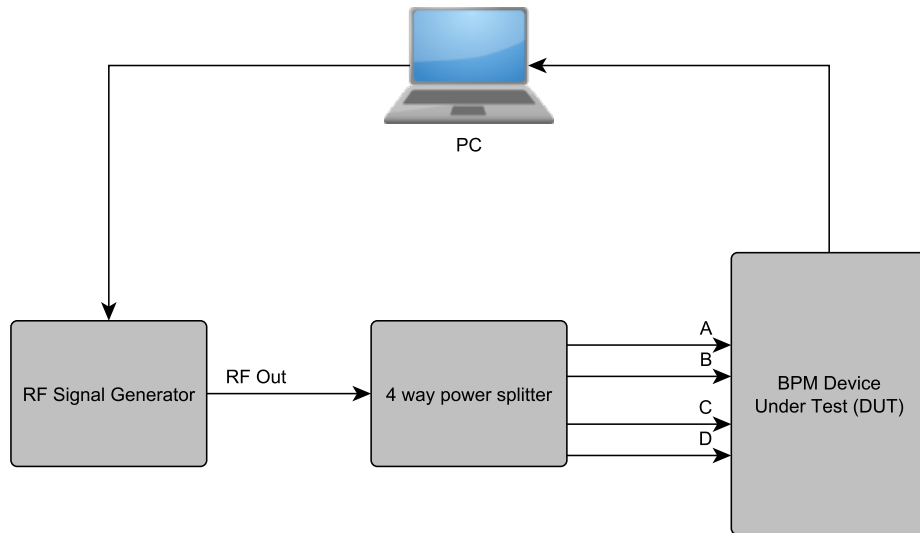 PC
RF Signal Generator
RF Out
4 way power splitter
A
B
C
D
BPM Device
Under Test (DUT)